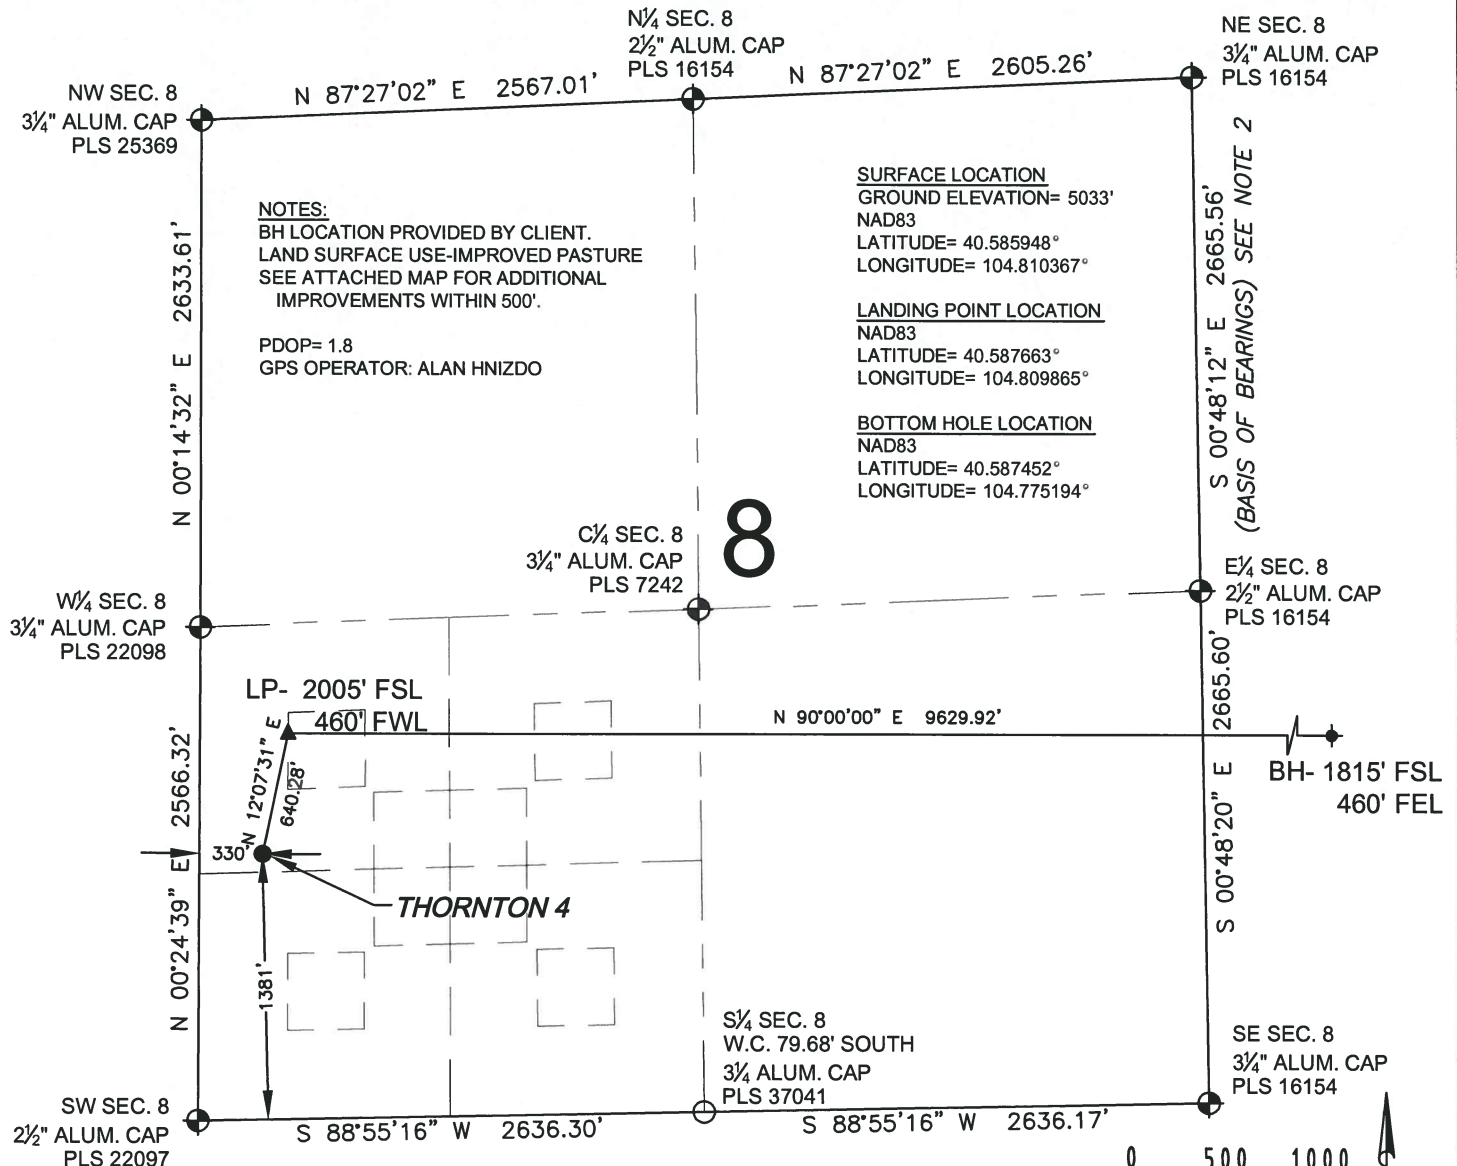 N¼ SEC. 8
2½" ALUM. CAP
PLS 16154
NE SEC. 8
3¼" ALUM. CAP
PLS 16154
NW SEC. 8
3¼" ALUM. CAP
PLS 25369
N 87°27'02" E 2567.01'
N 87°27'02" E 2605.26'
N 00°14'32" E 2633.61'
NOTES:
BH LOCATION PROVIDED BY CLIENT.
LAND SURFACE USE-IMPROVED PASTURE
SEE ATTACHED MAP FOR ADDITIONAL
IMPROVEMENTS WITHIN 500'.
PDOP= 1.8
GPS OPERATOR: ALAN HNIZDO
SURFACE LOCATION
GROUND ELEVATION= 5033'
NAD83
LATITUDE= 40.585948°
LONGITUDE= 104.810367°
LANDING POINT LOCATION
NAD83
LATITUDE= 40.587663°
LONGITUDE= 104.809865°
BOTTOM HOLE LOCATION
NAD83
LATITUDE= 40.587452°
LONGITUDE= 104.775194°
S 00°48'12" E 2665.56'
(BASIS OF BEARINGS) SEE NOTE 2
C¼ SEC. 8
3¼" ALUM. CAP
PLS 7242
8
W¼ SEC. 8
3¼" ALUM. CAP
PLS 22098
E¼ SEC. 8
2½" ALUM. CAP
PLS 16154
LP- 2005' FSL
460' FWL
N 90°00'00" E 9629.92'
BH- 1815' FSL
460' FEL
N 12°07'31" E
640.28'
330'
THORNTON 4
1381'
N 00°24'39" E 2566.32'
S 00°48'20" E 2665.60'
S¼ SEC. 8
W.C. 79.68' SOUTH
3¼ ALUM. CAP
PLS 37041
SE SEC. 8
3¼" ALUM. CAP
PLS 16154
SW SEC. 8
2½" ALUM. CAP
PLS 22097
S 88°55'16" W 2636.30'
S 88°55'16" W 2636.17'
0 500 1000